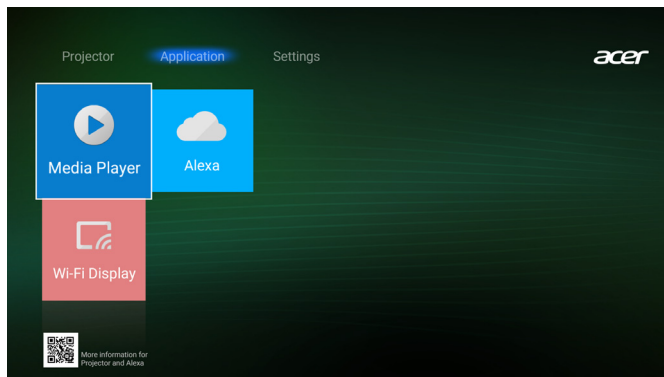 Projector Application Settings acer
Media Player Alexa
Wi-Fi Display
More information for
Projector and Alexa